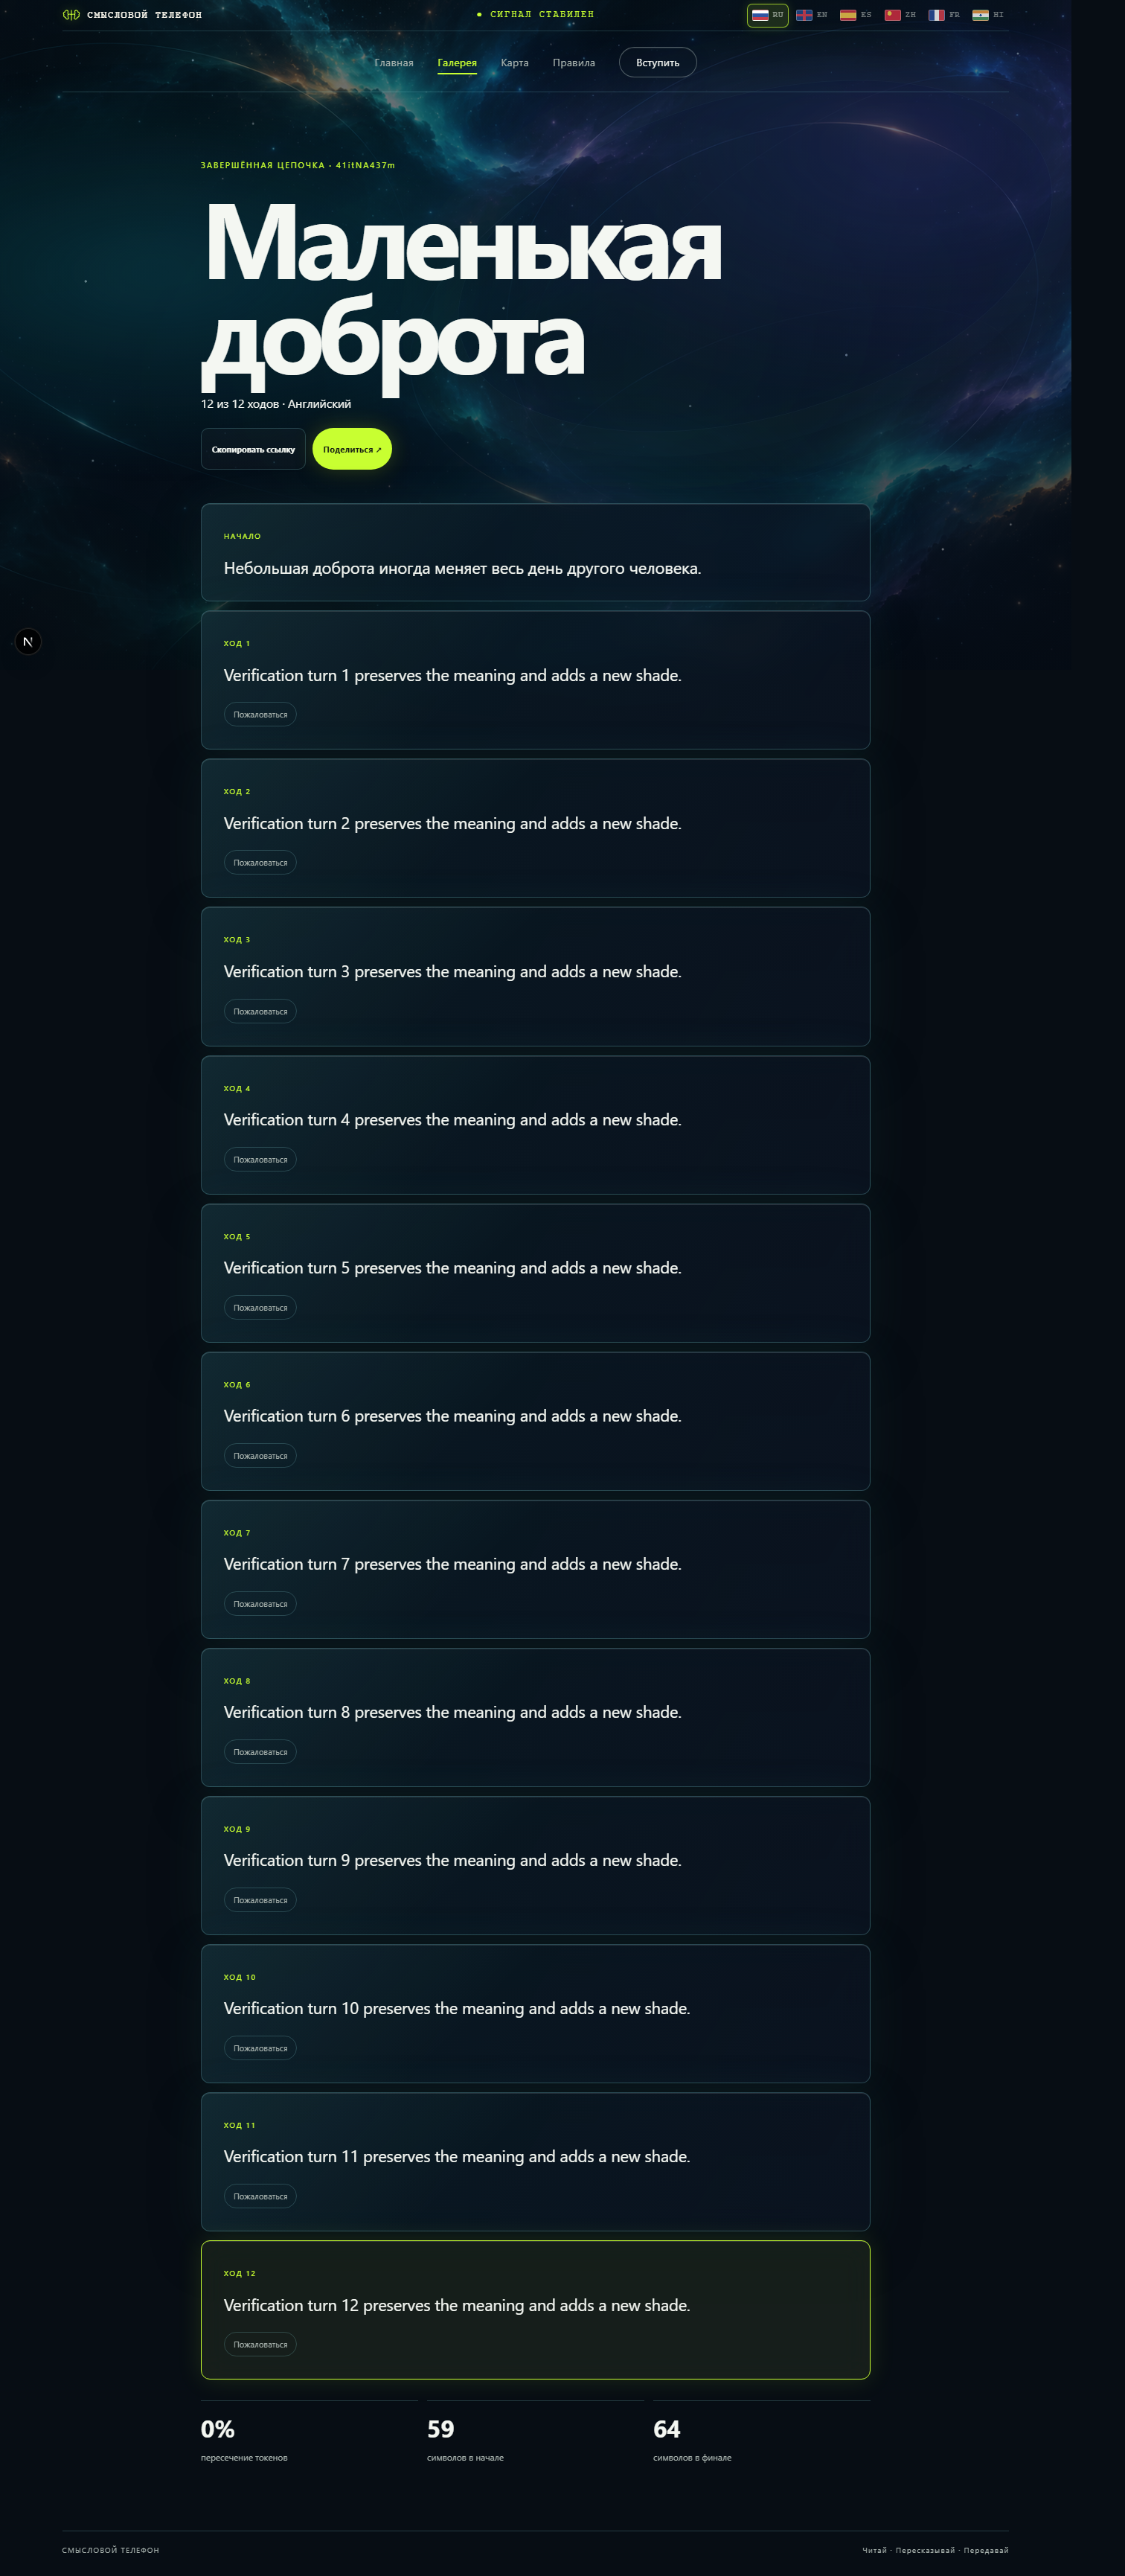 СМЫСЛОВОЙ ТЕЛЕФОН
СИГНАЛ СТАБИЛЕН
RU EN ES ZH FR HI
Главная Галерея Карта Правила Вступить
ЗАВЕРШЁННАЯ ЦЕПОЧКА · 41itNA437m
Маленькая
доброта
12 из 12 ходов · Английский
Скопировать ссылку Поделиться ↗
НАЧАЛО
Небольшая доброта иногда меняет весь день другого человека.
ХОД 1
Verification turn 1 preserves the meaning and adds a new shade.
Пожаловаться
N
ХОД 2
Verification turn 2 preserves the meaning and adds a new shade.
Пожаловаться
ХОД 3
Verification turn 3 preserves the meaning and adds a new shade.
Пожаловаться
ХОД 4
Verification turn 4 preserves the meaning and adds a new shade.
Пожаловаться
ХОД 5
Verification turn 5 preserves the meaning and adds a new shade.
Пожаловаться
ХОД 6
Verification turn 6 preserves the meaning and adds a new shade.
Пожаловаться
ХОД 7
Verification turn 7 preserves the meaning and adds a new shade.
Пожаловаться
ХОД 8
Verification turn 8 preserves the meaning and adds a new shade.
Пожаловаться
ХОД 9
Verification turn 9 preserves the meaning and adds a new shade.
Пожаловаться
ХОД 10
Verification turn 10 preserves the meaning and adds a new shade.
Пожаловаться
ХОД 11
Verification turn 11 preserves the meaning and adds a new shade.
Пожаловаться
ХОД 12
Verification turn 12 preserves the meaning and adds a new shade.
Пожаловаться
0% 59 64
пересечение токенов символов в начале символов в финале
СМЫСЛОВОЙ ТЕЛЕФОН Читай · Пересказывай · Передавай